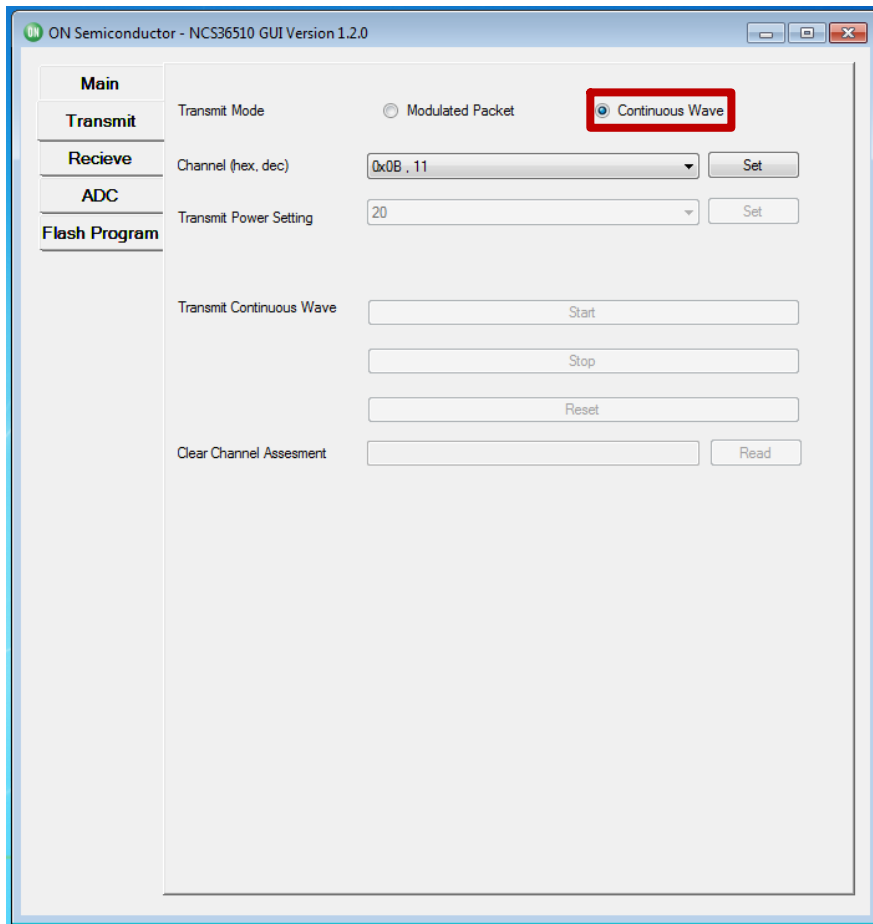 ON ON Semiconductor - NCS36510 GUI Version 1.2.0
Main
Transmit
Recieve
ADC
Flash Program
Transmit Mode Modulated Packet Continuous Wave
Channel (hex, dec) 0x0B , 11 Set
Transmit Power Setting 20 Set
Transmit Continuous Wave Start
Stop
Reset
Clear Channel Assesment Read